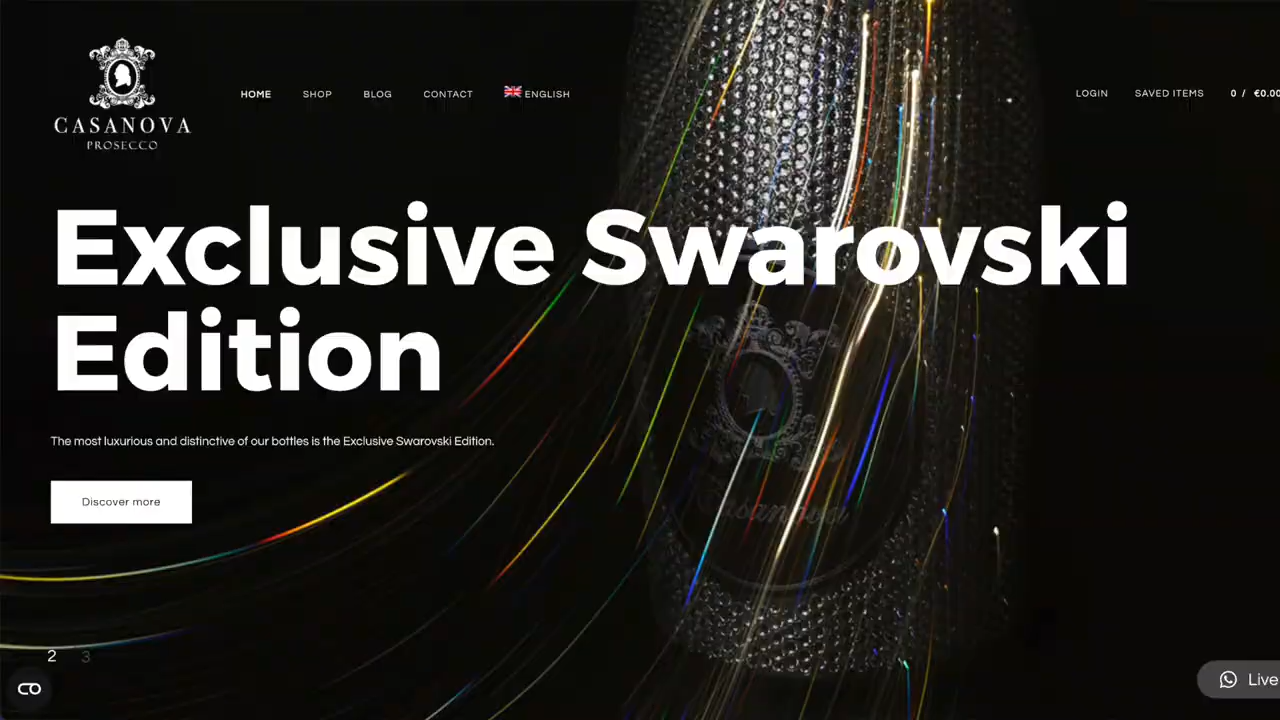 CASANOVA
PROSECCO
HOME SHOP BLOG CONTACT ENGLISH
LOGIN SAVED ITEMS 0 / €0.00
Exclusive Swarovski
Edition
The most luxurious and distinctive of our bottles is the Exclusive Swarovski Edition.
Discover more
Casanova
2 3
Live